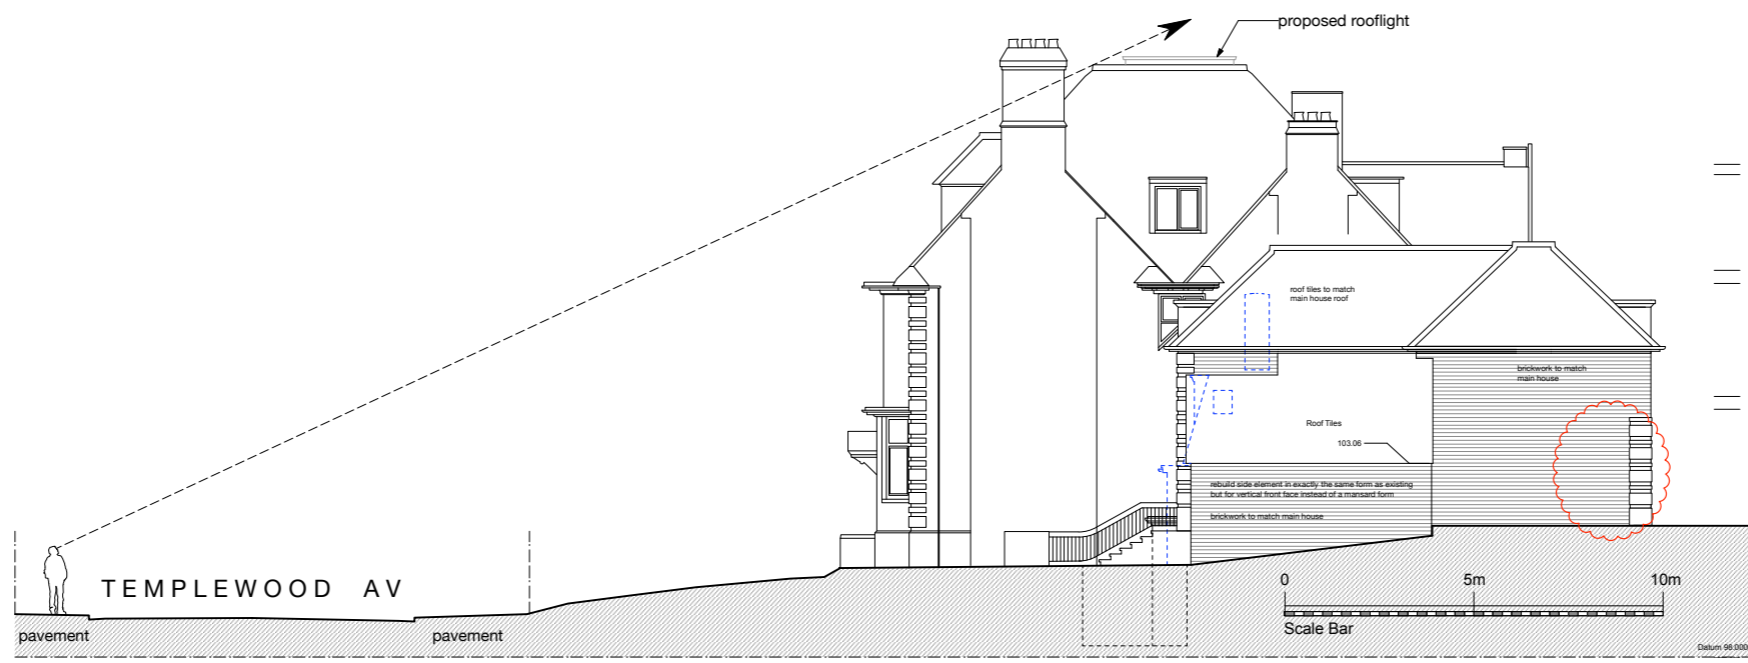 proposed rooflight
roof tiles to match
main house roof
brickwork to match
main house
Roof Tiles
103.06
rebuild side element in exactly the same form as existing
but for vertical front face instead of a mansard form
brickwork to match main house
TEMPLEWOOD AV
0 5m 10m
Scale Bar
pavement pavement
Datum 98.000